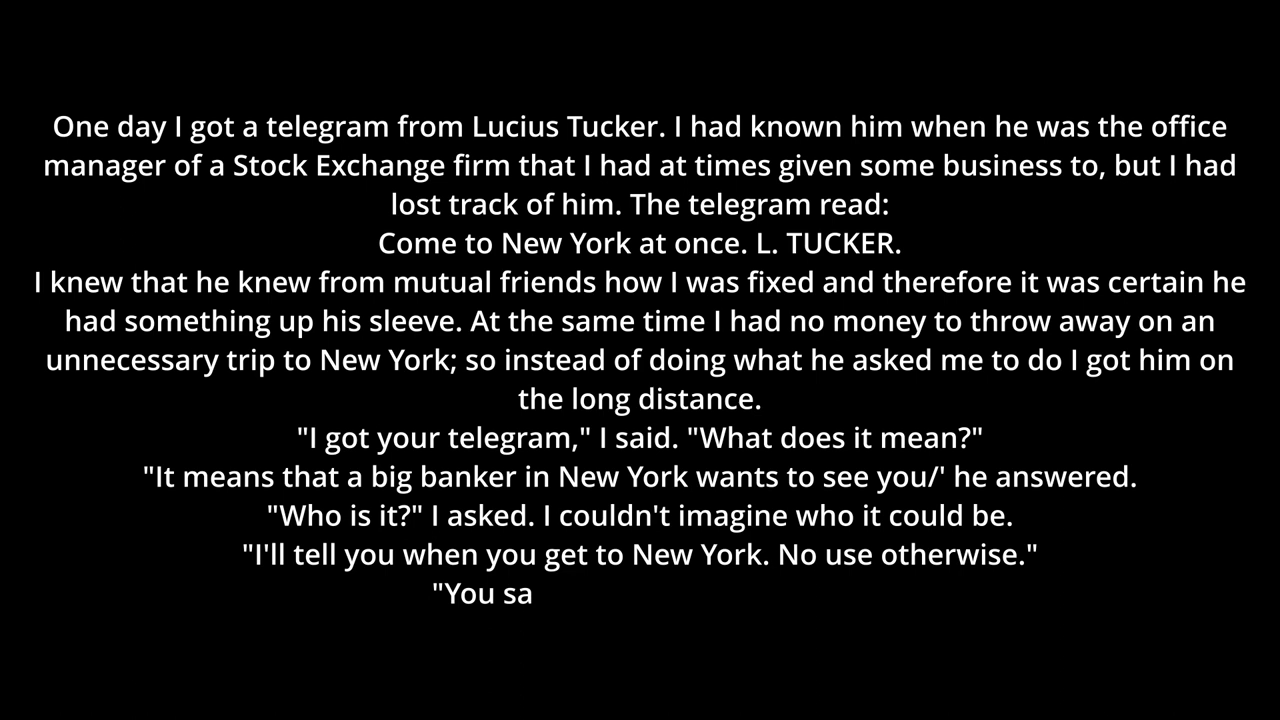 One day I got a telegram from Lucius Tucker. I had known him when he was the office
manager of a Stock Exchange firm that I had at times given some business to, but I had
lost track of him. The telegram read:
Come to New York at once. L. TUCKER.
I knew that he knew from mutual friends how I was fixed and therefore it was certain he
had something up his sleeve. At the same time I had no money to throw away on an
unnecessary trip to New York; so instead of doing what he asked me to do I got him on
the long distance.
"I got your telegram," I said. "What does it mean?"
"It means that a big banker in New York wants to see you/' he answered.
"Who is it?" I asked. I couldn't imagine who it could be.
"I'll tell you when you get to New York. No use otherwise."
"You sa